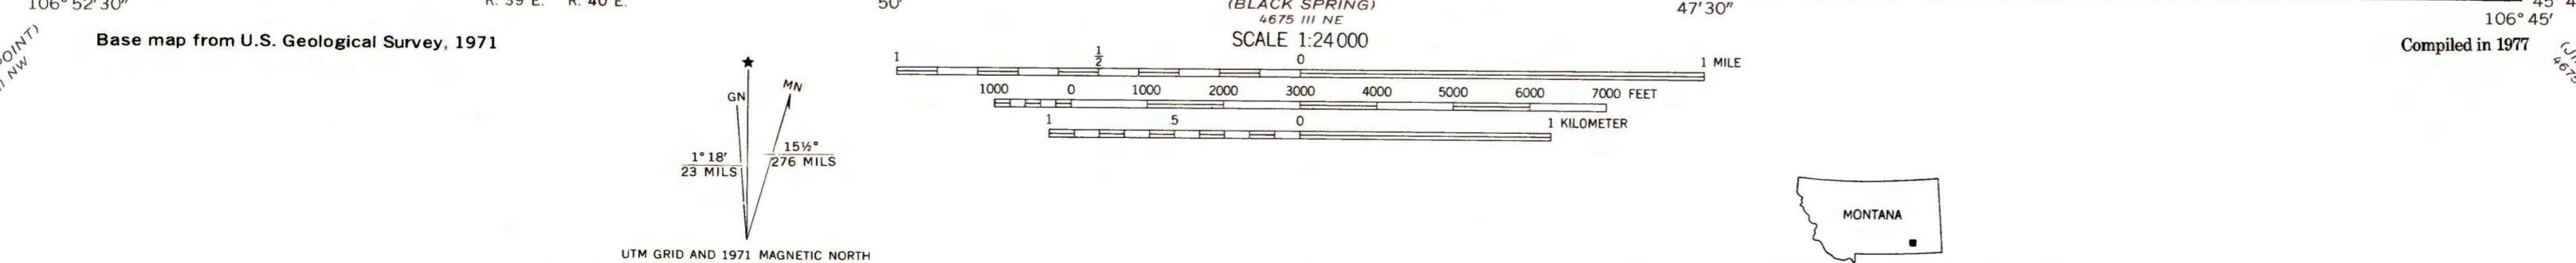 106° 52'30"
R. 39 E. R. 40 E.
50'
(BLACK SPRING)
4675 III NE
47'30"
106° 45'
POINT)
NW
Base map from U.S. Geological Survey, 1971
SCALE 1:24000
Compiled in 1977
1 ½ 0 1 MILE
1000 0 1000 2000 3000 4000 5000 6000 7000 FEET
1 5 0 1 KILOMETER
★
GN
MN
1° 18'
23 MILS
15½°
276 MILS
UTM GRID AND 1971 MAGNETIC NORTH
MONTANA